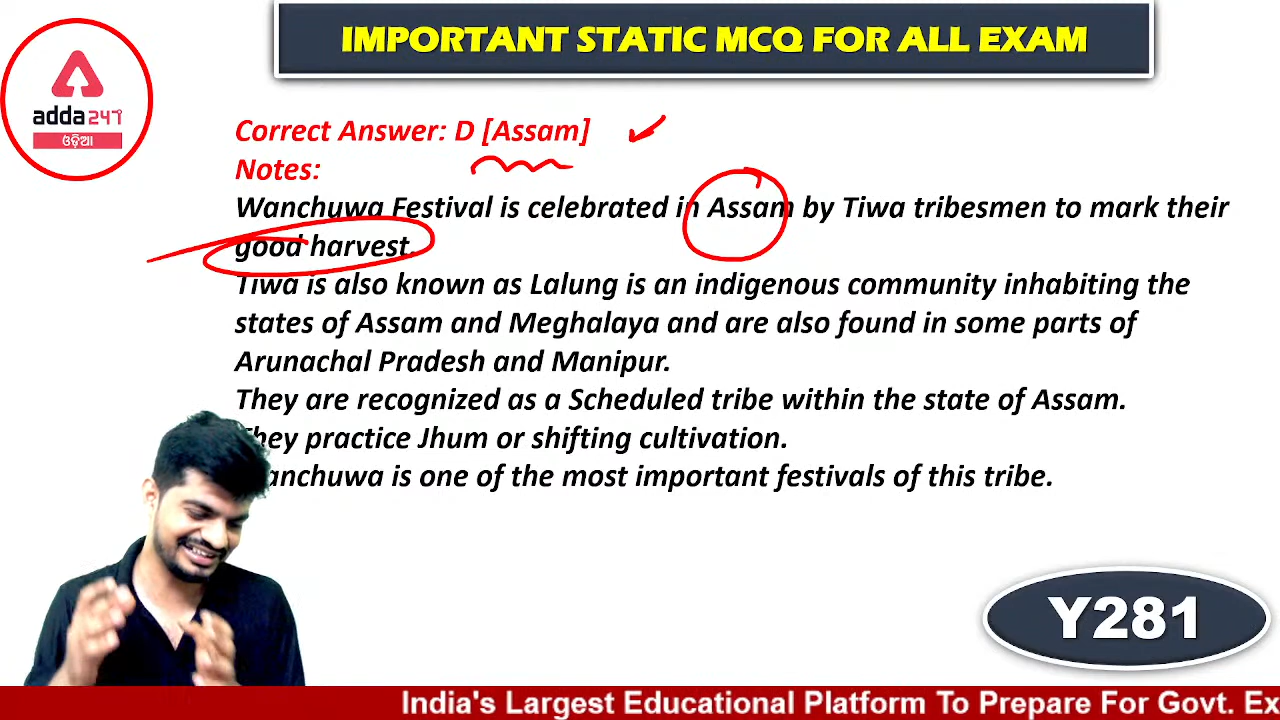 IMPORTANT STATIC MCQ FOR ALL EXAM
adda247
ଓଡ଼ିଆ
Correct Answer: D [Assam]
Notes:
Wanchuwa Festival is celebrated in Assam by Tiwa tribesmen to mark their
good harvest.
Tiwa is also known as Lalung is an indigenous community inhabiting the
states of Assam and Meghalaya and are also found in some parts of
Arunachal Pradesh and Manipur.
They are recognized as a Scheduled tribe within the state of Assam.
They practice Jhum or shifting cultivation.
Wanchuwa is one of the most important festivals of this tribe.
Y281
India's Largest Educational Platform To Prepare For Govt. Ex